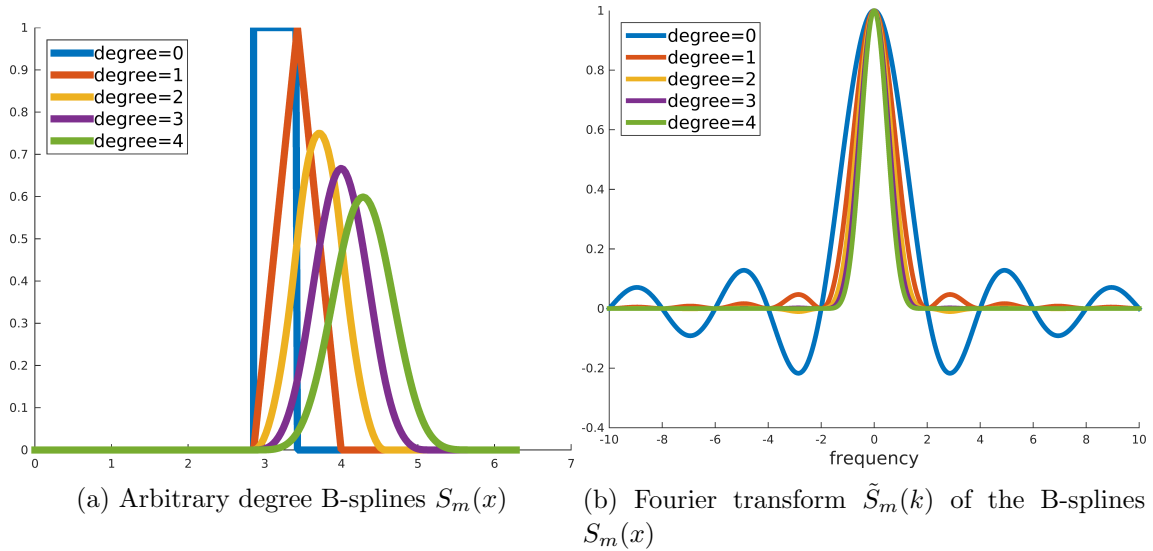 1
0.9
0.8
0.7
0.6
0.5
0.4
0.3
0.2
0.1
0
degree=0
degree=1
degree=2
degree=3
degree=4
0 1 2 3 4 5 6 7
(a) Arbitrary degree B-splines $S_m(x)$
1
0.8
0.6
0.4
0.2
0
-0.2
-0.4
degree=0
degree=1
degree=2
degree=3
degree=4
-10 -8 -6 -4 -2 0 2 4 6 8 10
frequency
(b) Fourier transform $\tilde{S}_m(k)$ of the B-splines
$S_m(x)$